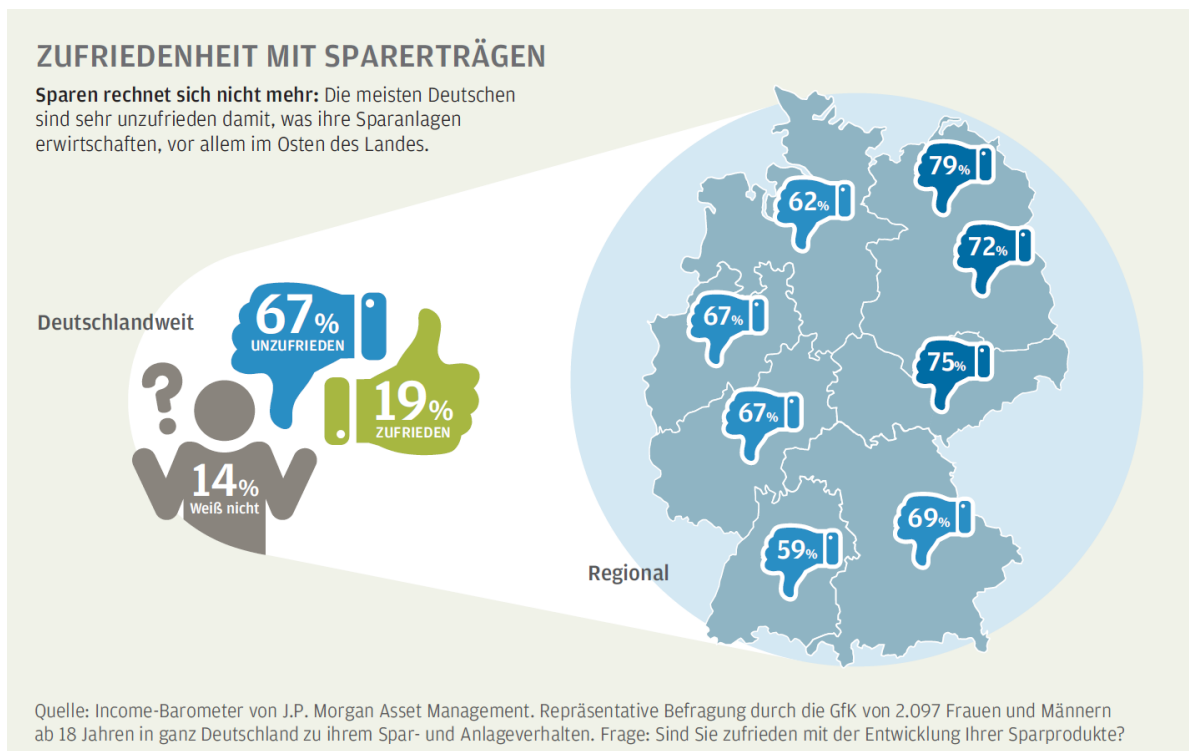 ZUFRIEDENHEIT MIT SPARERTRÄGEN
Sparen rechnet sich nicht mehr: Die meisten Deutschen
sind sehr unzufrieden damit, was ihre Sparanlagen
erwirtschaften, vor allem im Osten des Landes.
Deutschlandweit
67%
UNZUFRIEDEN
19%
ZUFRIEDEN
?
14%
Weiß nicht
79%
62%
72%
67%
75%
67%
69%
59%
Regional
Quelle: Income-Barometer von J.P. Morgan Asset Management. Repräsentative Befragung durch die GfK von 2.097 Frauen und Männern
ab 18 Jahren in ganz Deutschland zu ihrem Spar- und Anlageverhalten. Frage: Sind Sie zufrieden mit der Entwicklung Ihrer Sparprodukte?